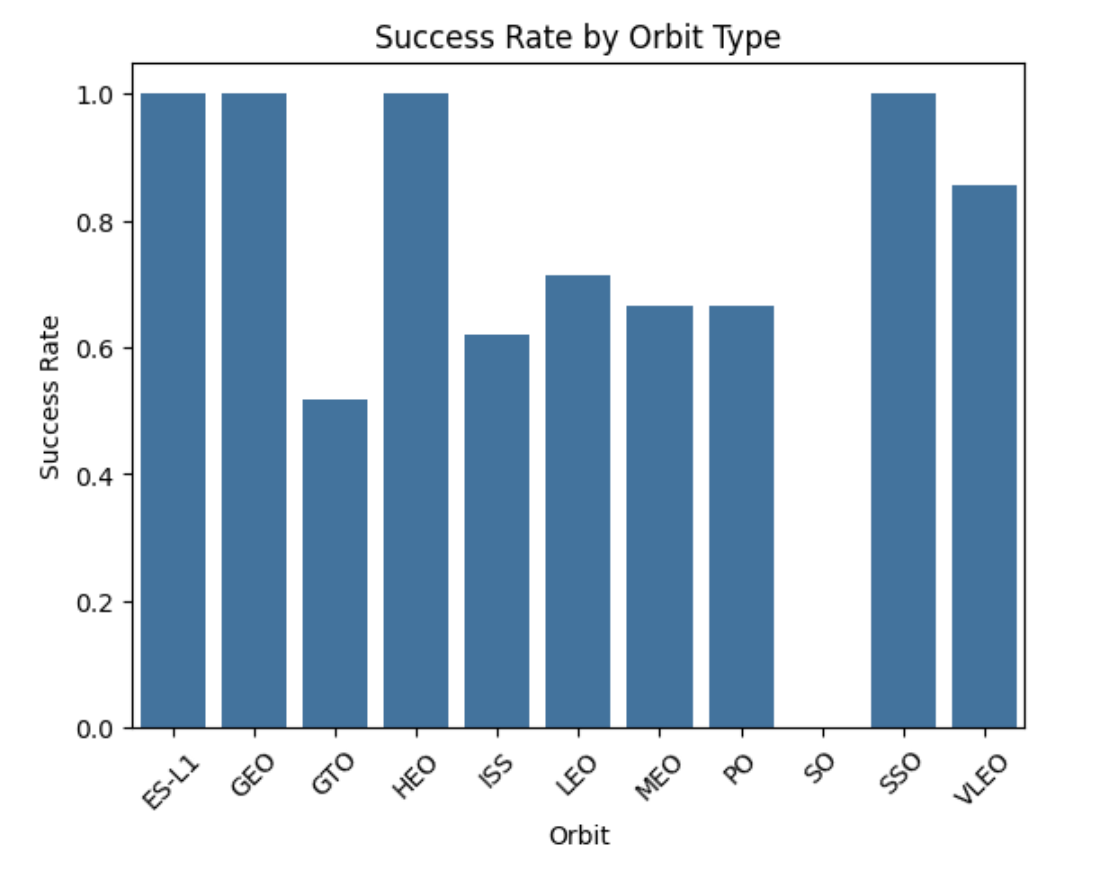 Success Rate by Orbit Type
1.0
0.8
0.6
0.4
0.2
0.0
Success Rate
ES-L1 GEO GTO HEO ISS LEO MEO PO SO SSO VLEO
Orbit